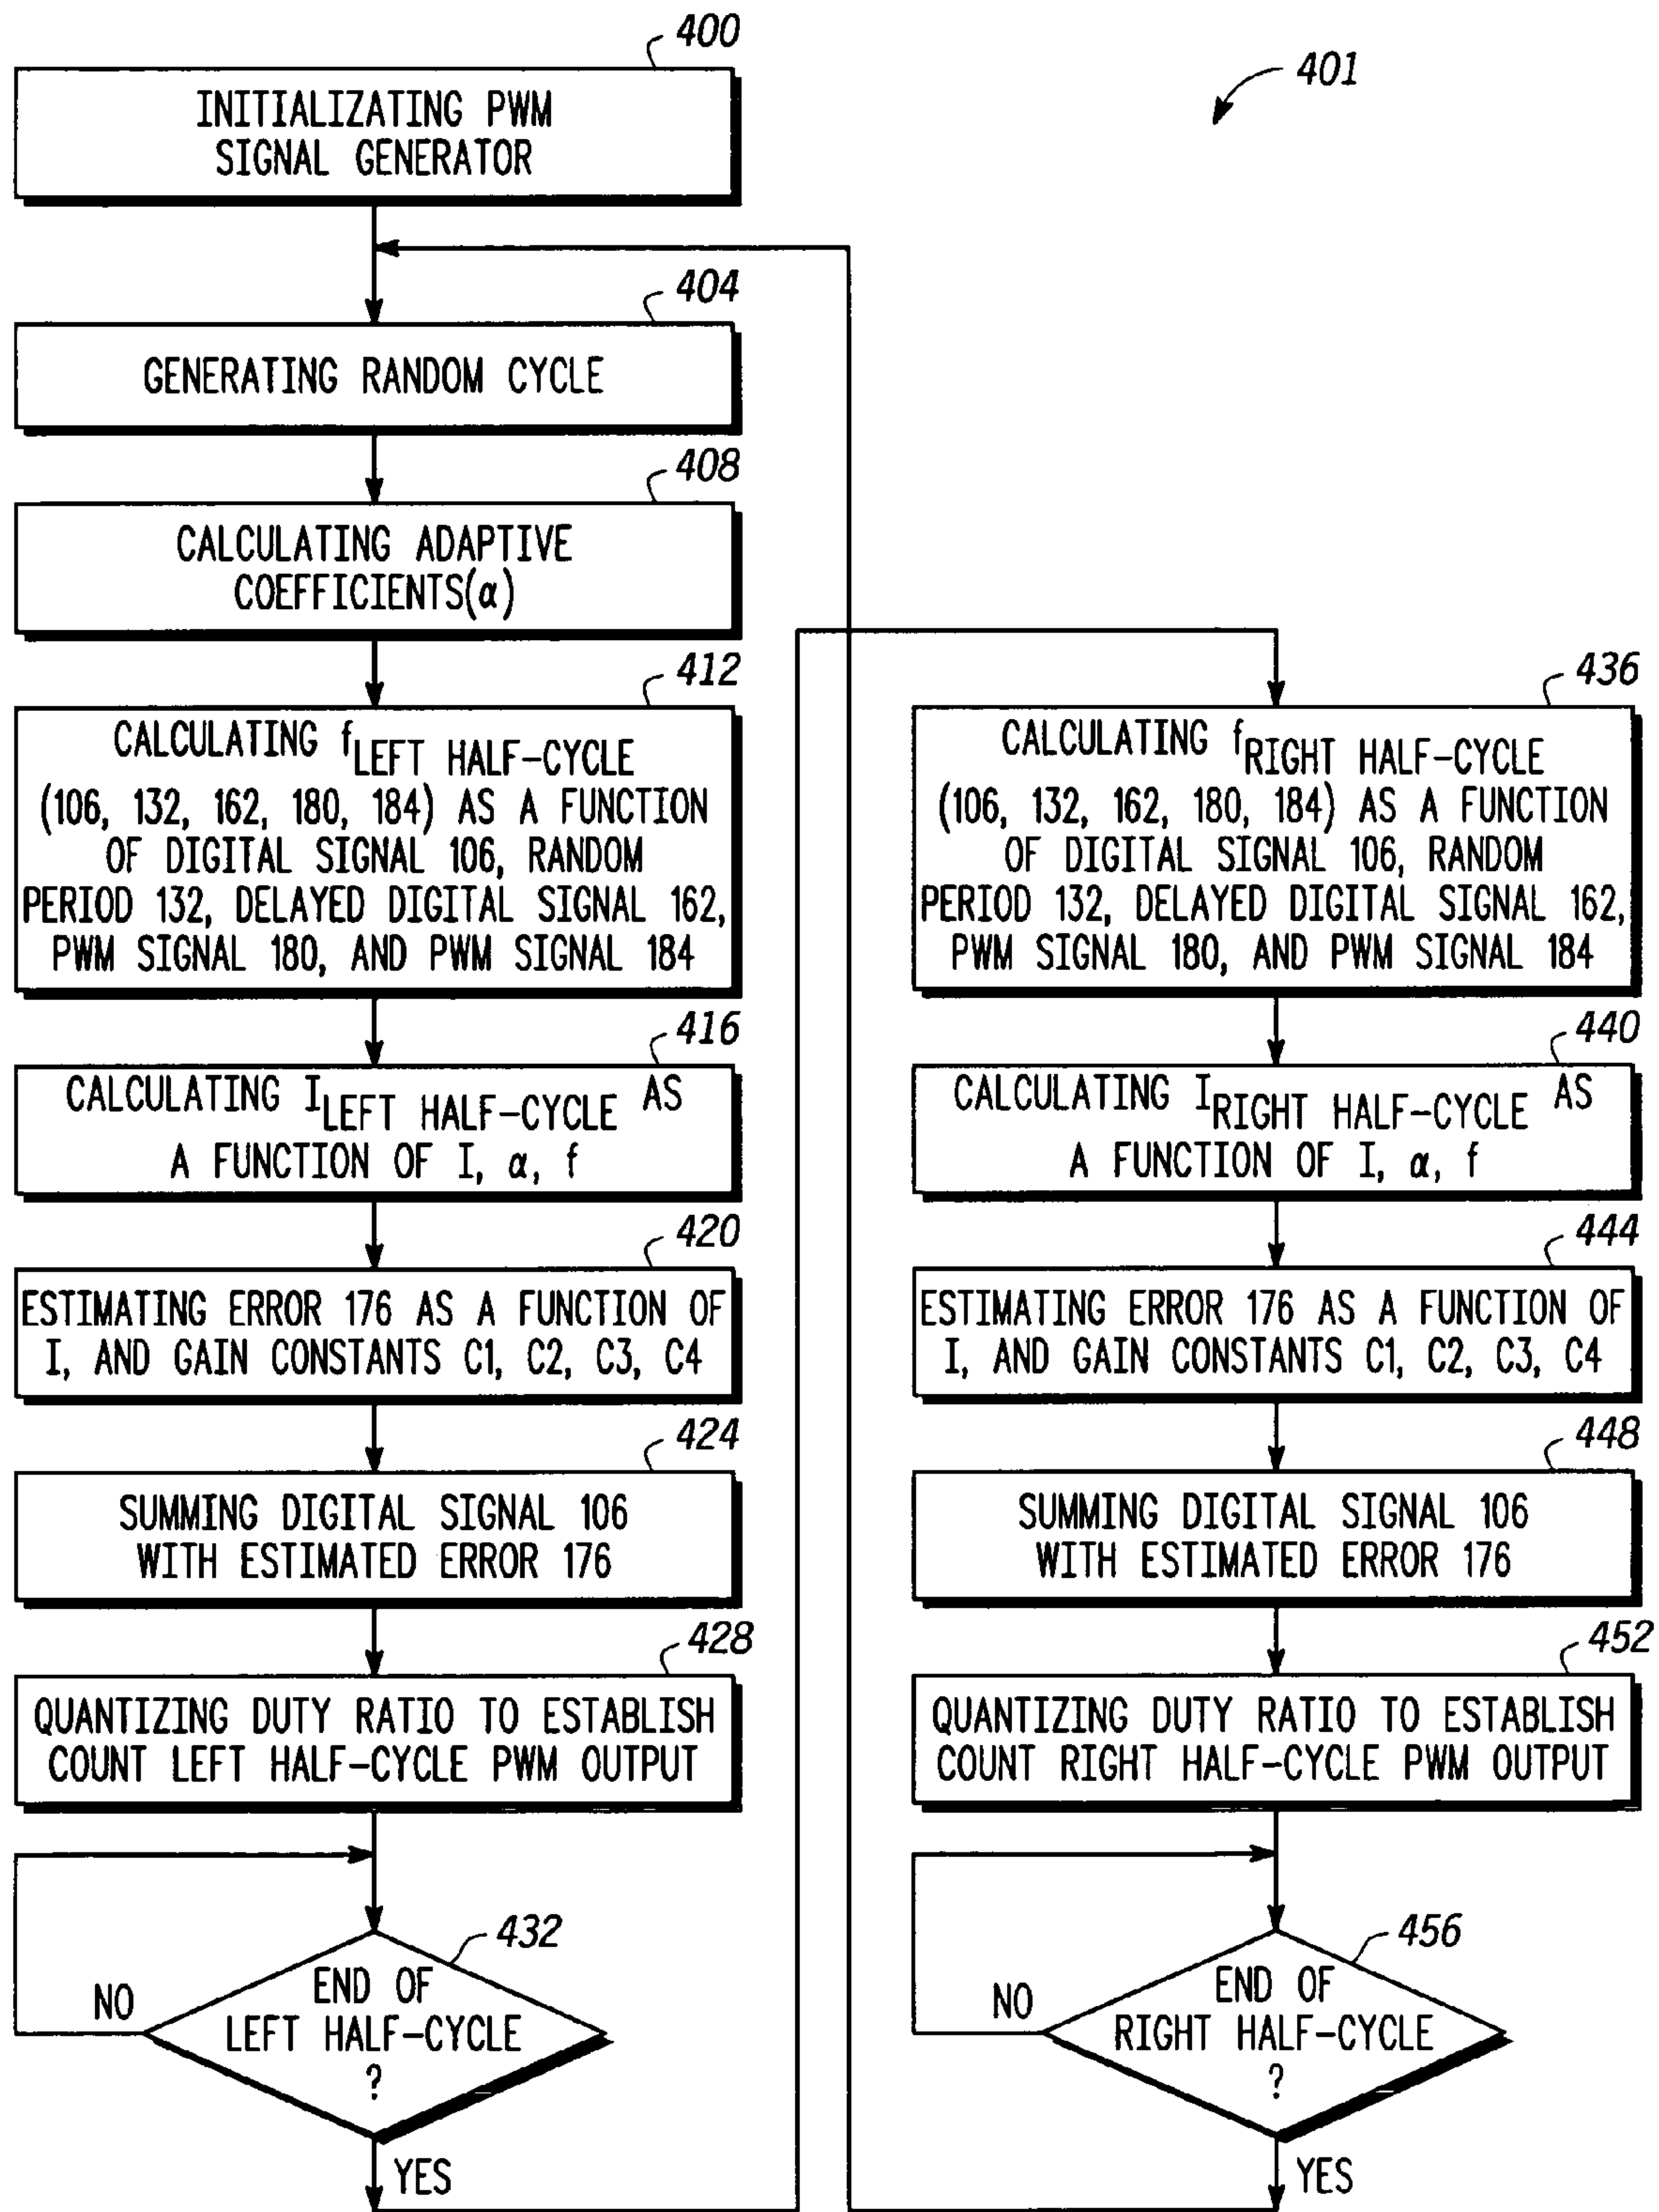 400
401
INITIALIZATING PWM
SIGNAL GENERATOR
404
GENERATING RANDOM CYCLE
408
CALCULATING ADAPTIVE
COEFFICIENTS(α)
412
CALCULATING fLEFT HALF-CYCLE
(106, 132, 162, 180, 184) AS A FUNCTION
OF DIGITAL SIGNAL 106, RANDOM
PERIOD 132, DELAYED DIGITAL SIGNAL 162,
PWM SIGNAL 180, AND PWM SIGNAL 184
416
CALCULATING ILEFT HALF-CYCLE AS
A FUNCTION OF I, α, f
420
ESTIMATING ERROR 176 AS A FUNCTION OF
I, AND GAIN CONSTANTS C1, C2, C3, C4
424
SUMMING DIGITAL SIGNAL 106
WITH ESTIMATED ERROR 176
428
QUANTIZING DUTY RATIO TO ESTABLISH
COUNT LEFT HALF-CYCLE PWM OUTPUT
432
END OF
LEFT HALF-CYCLE
?
NO
YES
436
CALCULATING fRIGHT HALF-CYCLE
(106, 132, 162, 180, 184) AS A FUNCTION
OF DIGITAL SIGNAL 106, RANDOM
PERIOD 132, DELAYED DIGITAL SIGNAL 162,
PWM SIGNAL 180, AND PWM SIGNAL 184
440
CALCULATING IRIGHT HALF-CYCLE AS
A FUNCTION OF I, α, f
444
ESTIMATING ERROR 176 AS A FUNCTION OF
I, AND GAIN CONSTANTS C1, C2, C3, C4
448
SUMMING DIGITAL SIGNAL 106
WITH ESTIMATED ERROR 176
452
QUANTIZING DUTY RATIO TO ESTABLISH
COUNT RIGHT HALF-CYCLE PWM OUTPUT
456
END OF
RIGHT HALF-CYCLE
?
NO
YES